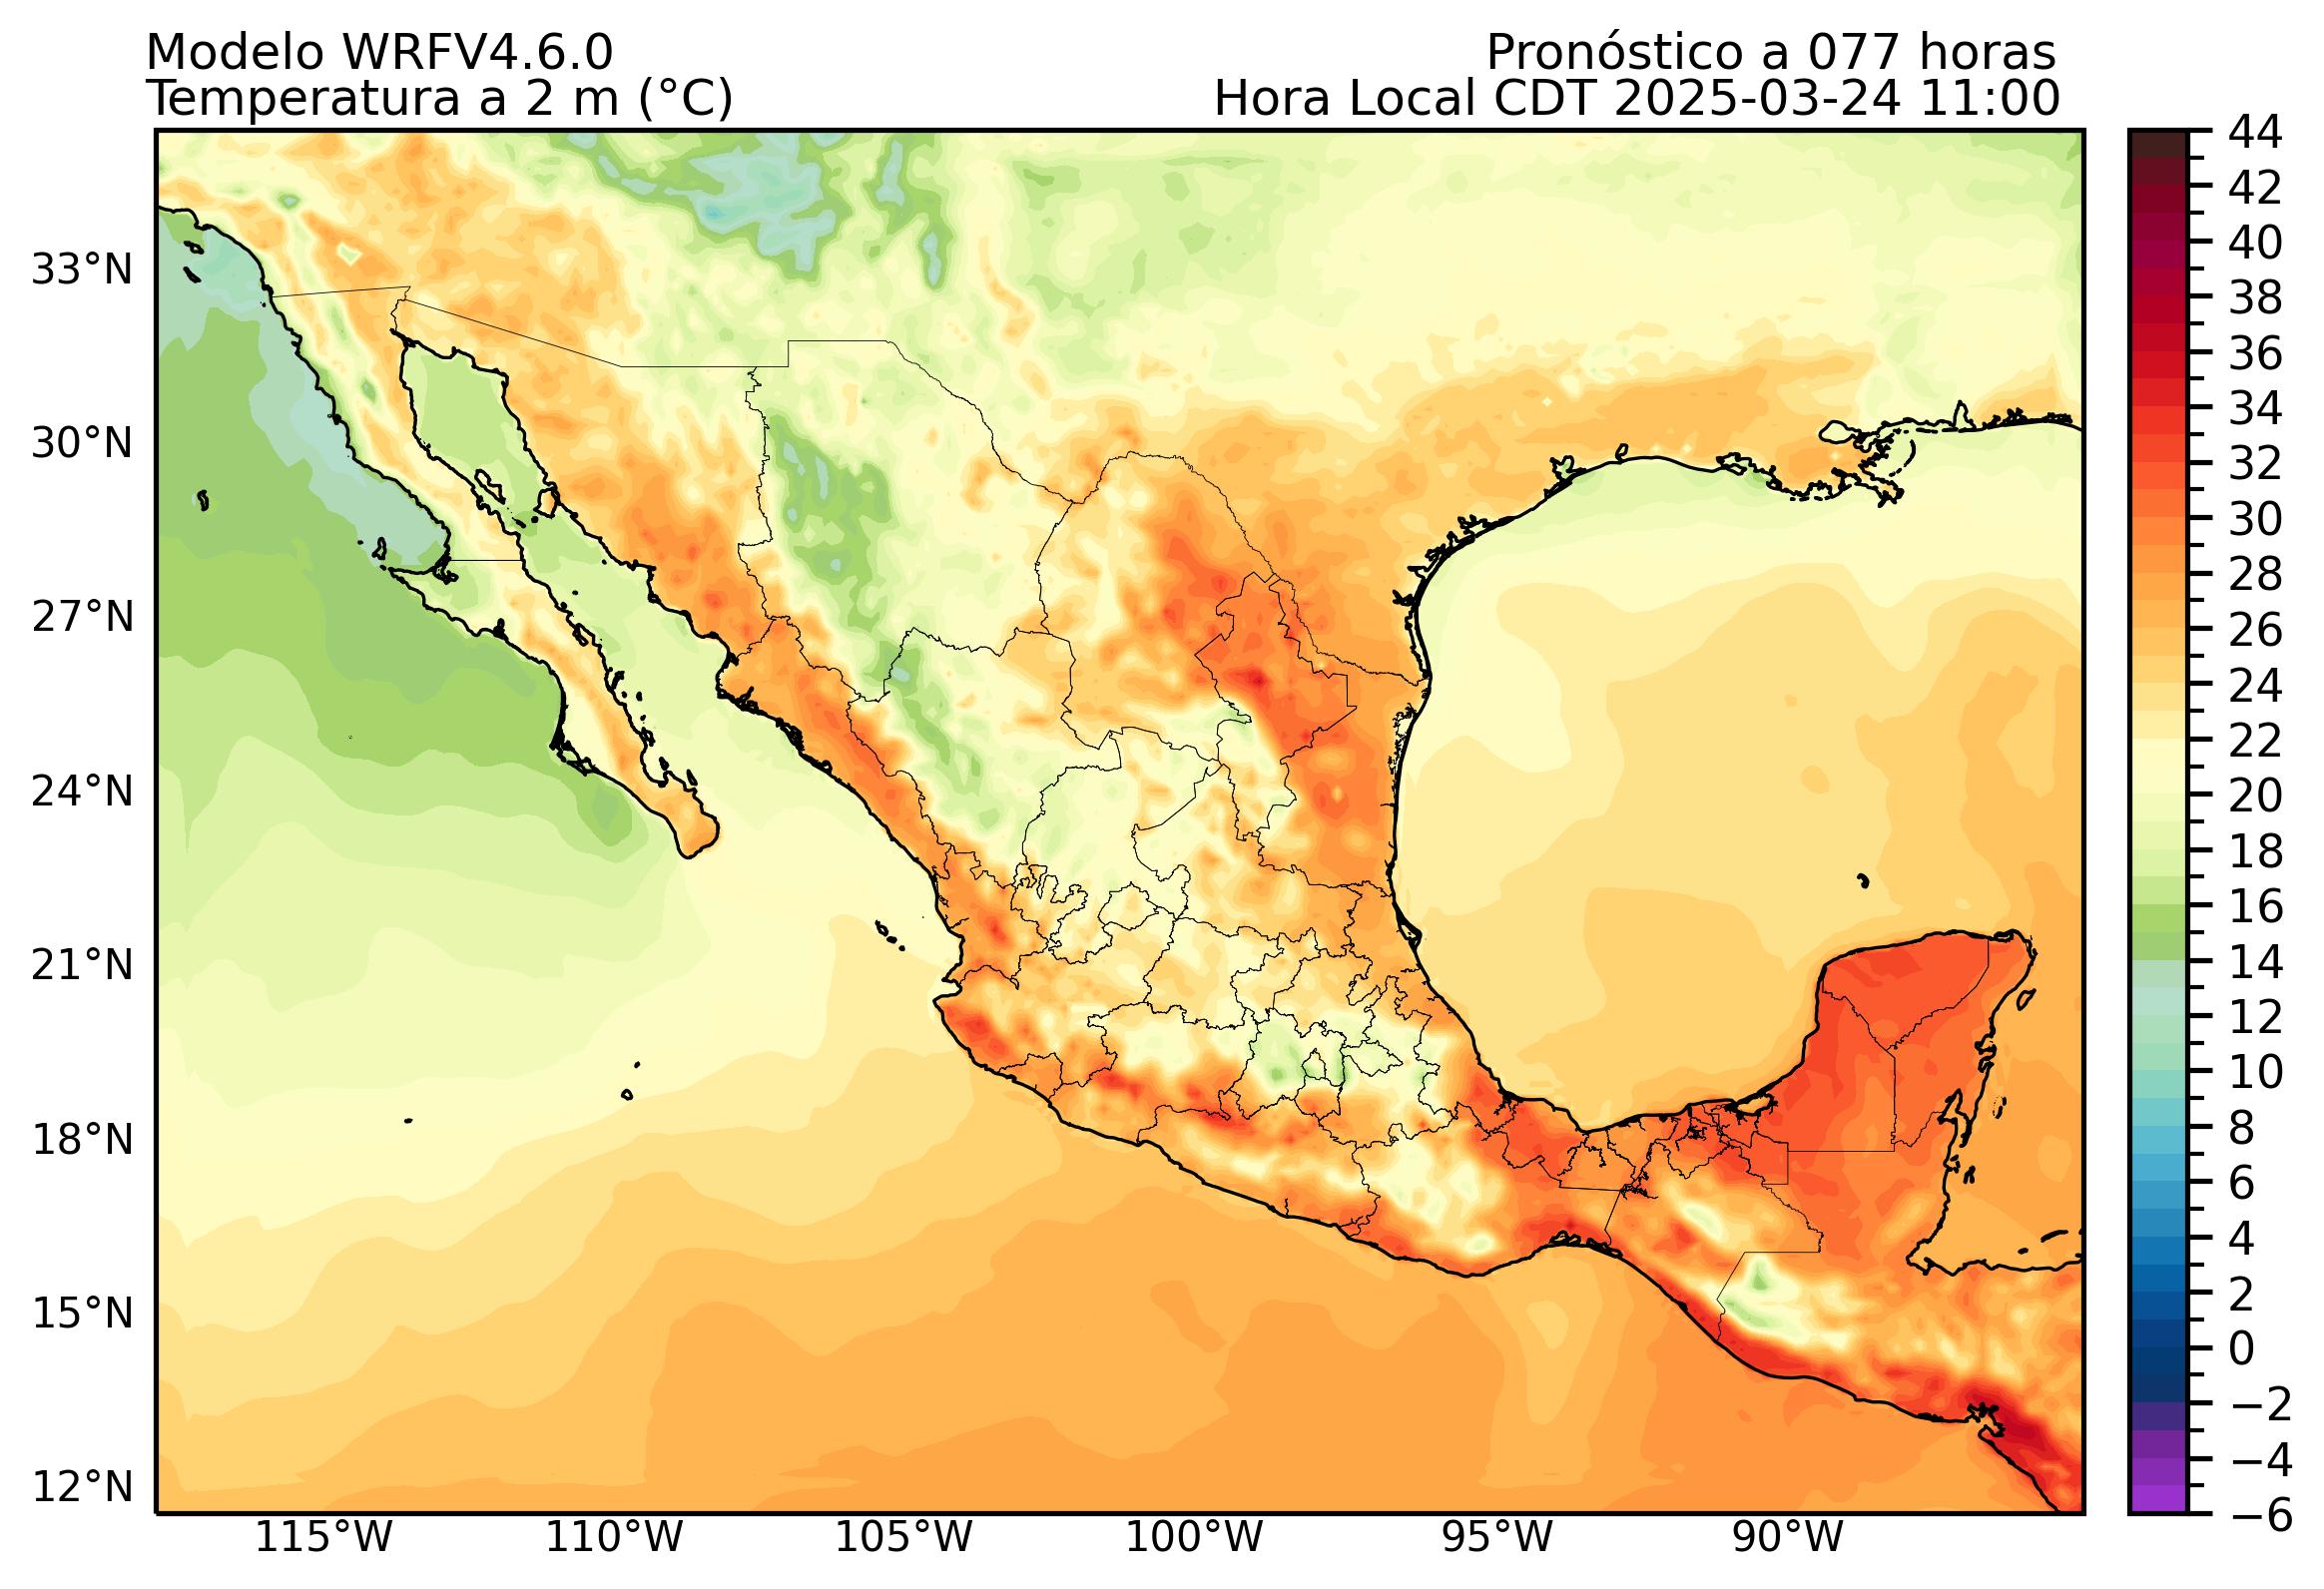 Modelo WRFV4.6.0
Pronóstico a 077 horas
Temperatura a 2 m (°C)
Hora Local CDT 2025-03-24 11:00
44
42
40
38
36
34
32
30
28
26
24
22
20
18
16
14
12
10
8
6
4
2
0
−2
−4
−6
33°N
30°N
27°N
24°N
21°N
18°N
15°N
12°N
115°W 110°W 105°W 100°W 95°W 90°W